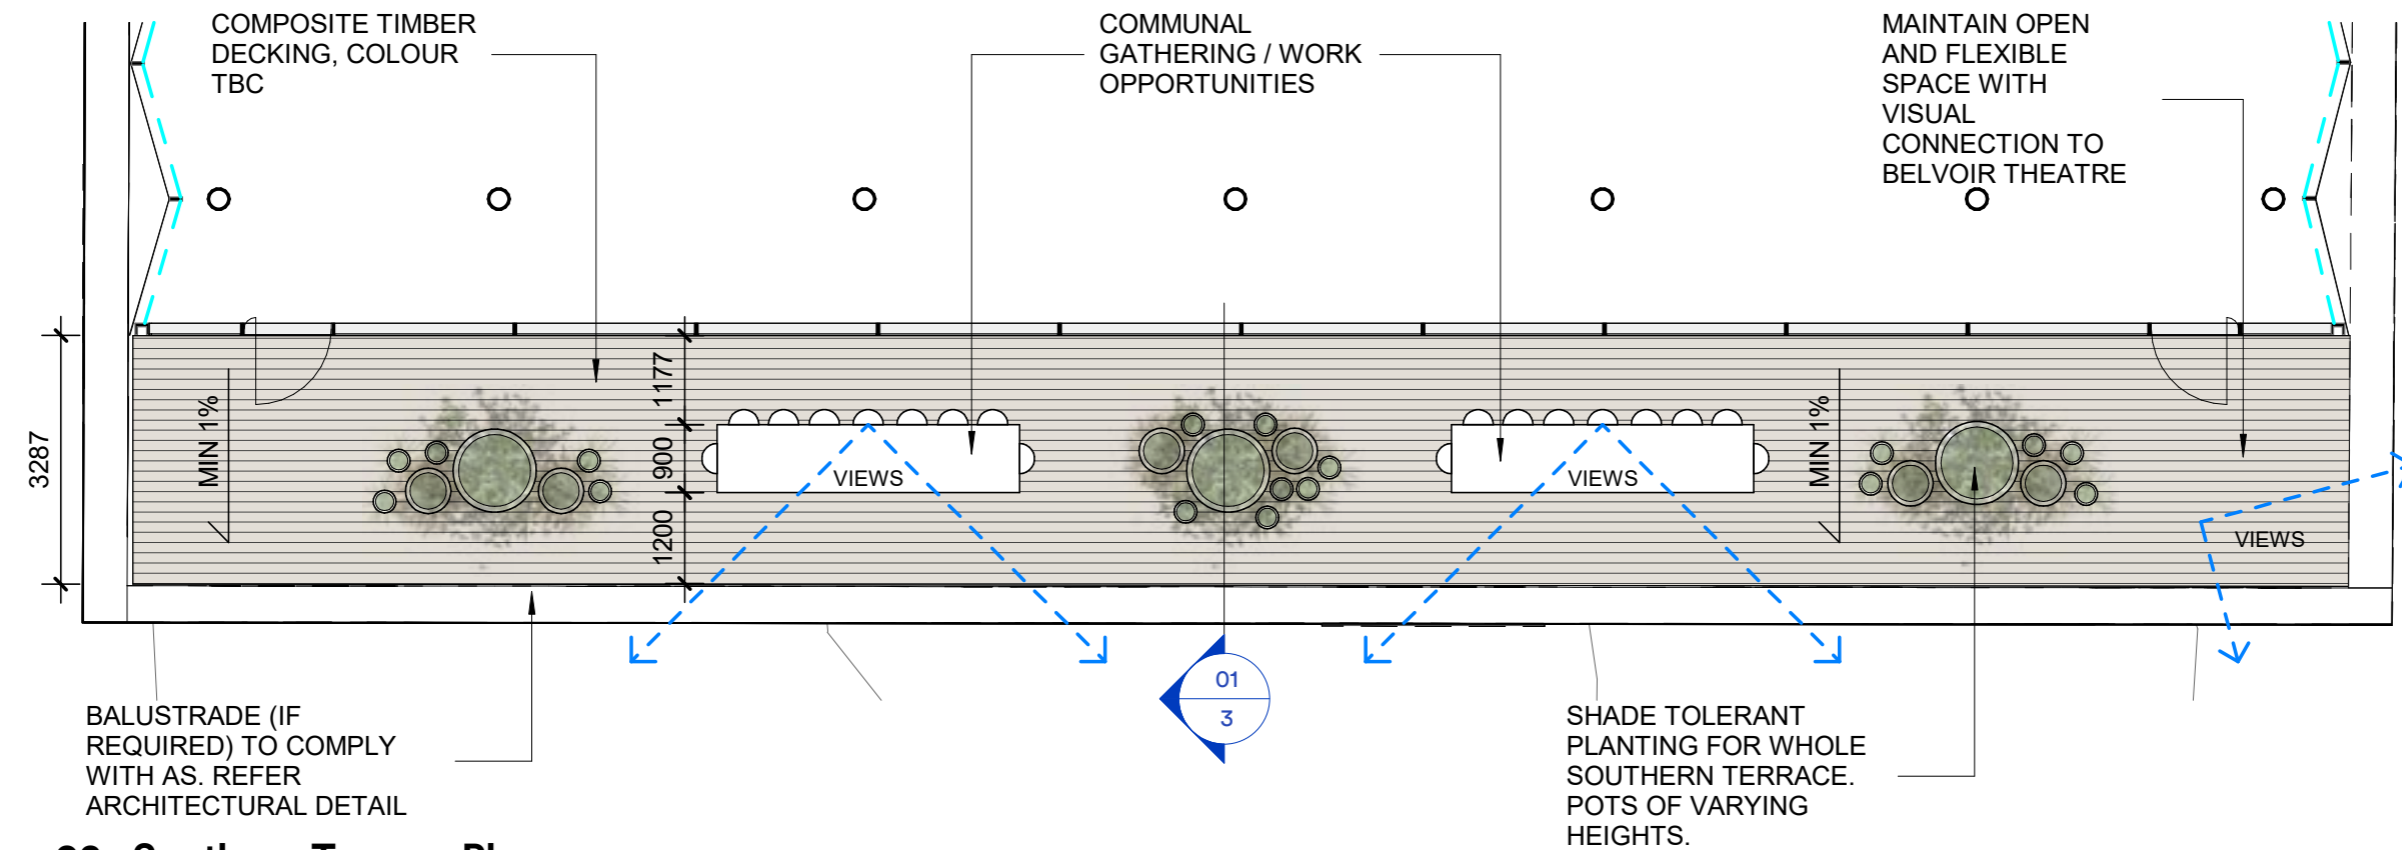 COMPOSITE TIMBER
DECKING, COLOUR
TBC
COMMUNAL
GATHERING / WORK
OPPORTUNITIES
MAINTAIN OPEN
AND FLEXIBLE
SPACE WITH
VISUAL
CONNECTION TO
BELVOIR THEATRE
3287
MIN 1%
1177
900
1200
VIEWS
VIEWS
MIN 1%
VIEWS
01
3
BALUSTRADE (IF
REQUIRED) TO COMPLY
WITH AS. REFER
ARCHITECTURAL DETAIL
SHADE TOLERANT
PLANTING FOR WHOLE
SOUTHERN TERRACE.
POTS OF VARYING
HEIGHTS.